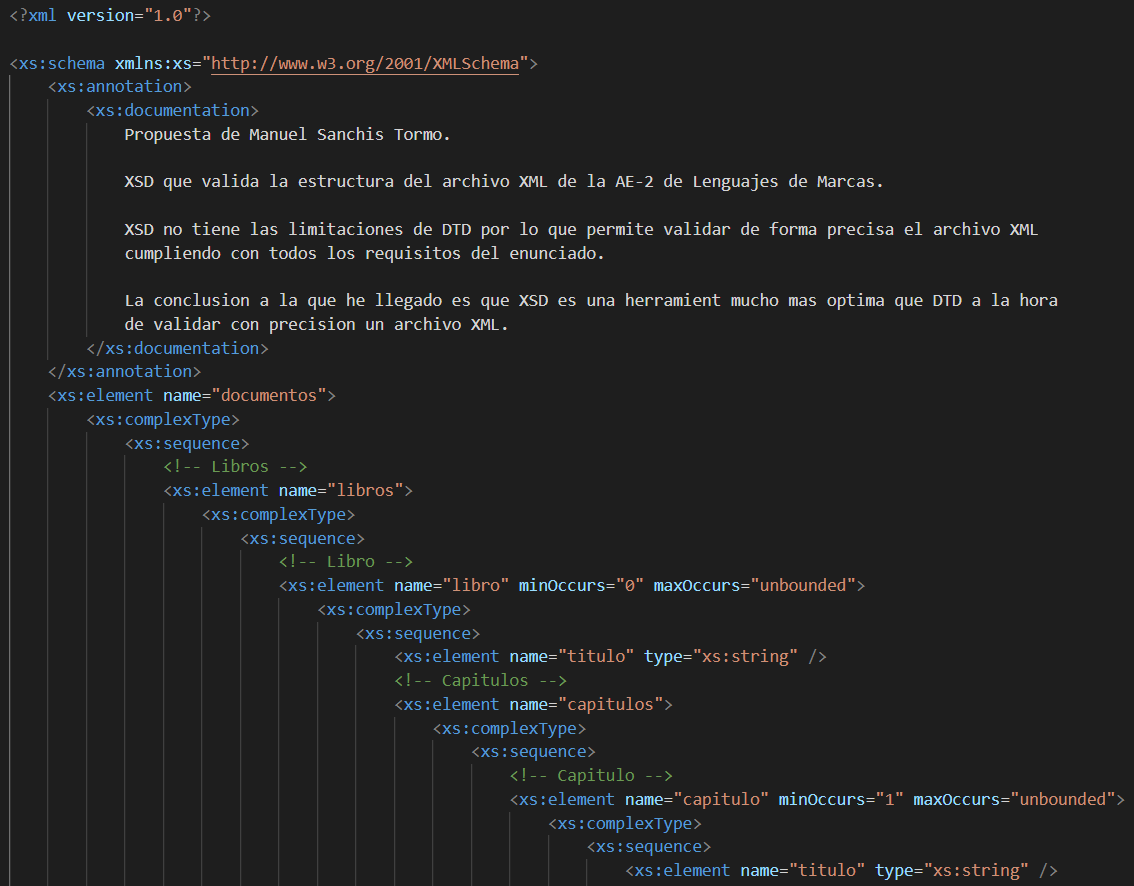 <?xml version="1.0"?>
<xs:schema xmlns:xs="http://www.w3.org/2001/XMLSchema">
<xs:annotation>
<xs:documentation>
Propuesta de Manuel Sanchis Tormo.
XSD que valida la estructura del archivo XML de la AE-2 de Lenguajes de Marcas.
XSD no tiene las limitaciones de DTD por lo que permite validar de forma precisa el archivo XML
cumpliendo con todos los requisitos del enunciado.
La conclusion a la que he llegado es que XSD es una herramient mucho mas optima que DTD a la hora
de validar con precision un archivo XML.
</xs:documentation>
</xs:annotation>
<xs:element name="documentos">
<xs:complexType>
<xs:sequence>
<!-- Libros -->
<xs:element name="libros">
<xs:complexType>
<xs:sequence>
<!-- Libro -->
<xs:element name="libro" minOccurs="0" maxOccurs="unbounded">
<xs:complexType>
<xs:sequence>
<xs:element name="titulo" type="xs:string" />
<!-- Capitulos -->
<xs:element name="capitulos">
<xs:complexType>
<xs:sequence>
<!-- Capitulo -->
<xs:element name="capitulo" minOccurs="1" maxOccurs="unbounded">
<xs:complexType>
<xs:sequence>
<xs:element name="titulo" type="xs:string" />